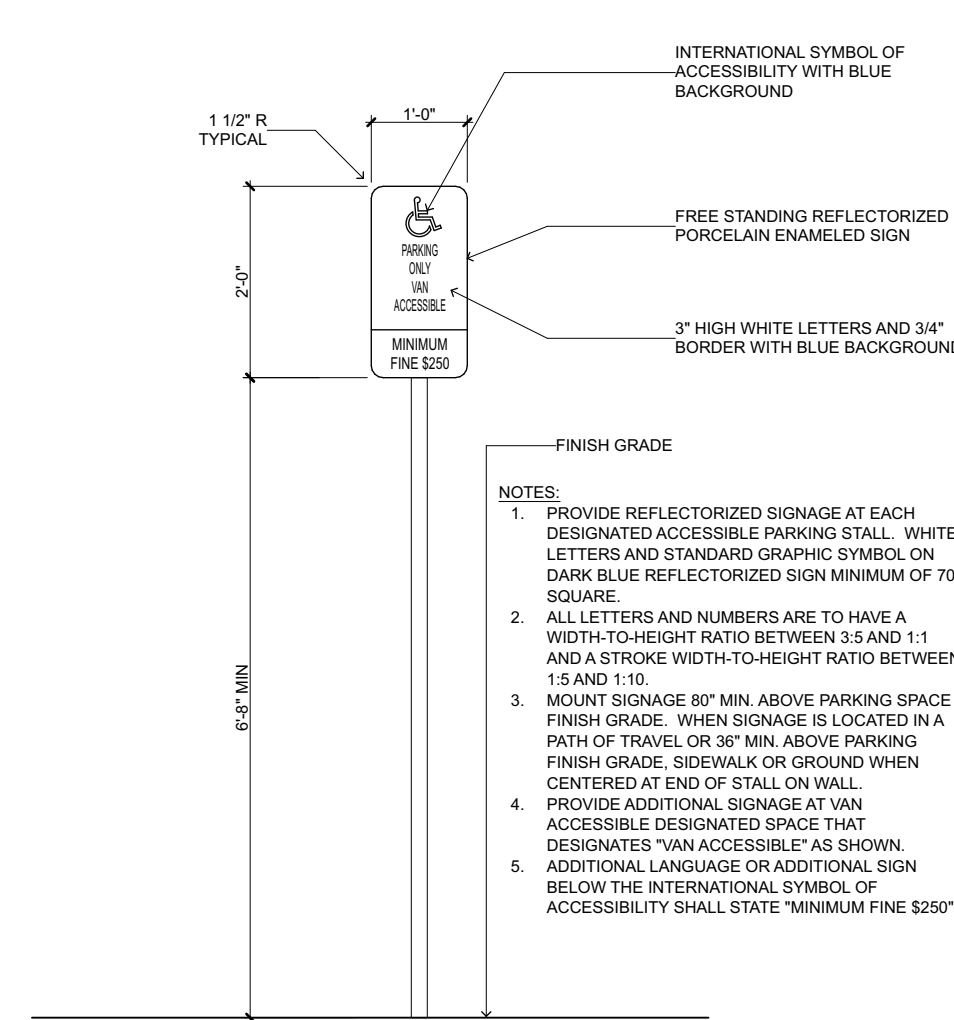 INTERNATIONAL SYMBOL OF
ACCESSIBILITY WITH BLUE
BACKGROUND
1'-0"
1 1/2" R
TYPICAL
PARKING
ONLY
VAN
ACCESSIBLE
MINIMUM
FINE $250
FREE STANDING REFLECTORIZED
PORCELAIN ENAMELED SIGN
2'-0"
3" HIGH WHITE LETTERS AND 3/4"
BORDER WITH BLUE BACKGROUND
FINISH GRADE
6'-8" MIN
NOTES:
1. PROVIDE REFLECTORIZED SIGNAGE AT EACH
DESIGNATED ACCESSIBLE PARKING STALL. WHITE
LETTERS AND STANDARD GRAPHIC SYMBOL ON
DARK BLUE REFLECTORIZED SIGN MINIMUM OF 70
SQUARE.
2. ALL LETTERS AND NUMBERS ARE TO HAVE A
WIDTH-TO-HEIGHT RATIO BETWEEN 3:5 AND 1:1
AND A STROKE WIDTH-TO-HEIGHT RATIO BETWEEN
1:5 AND 1:10.
3. MOUNT SIGNAGE 80" MIN. ABOVE PARKING SPACE
FINISH GRADE. WHEN SIGNAGE IS LOCATED IN A
PATH OF TRAVEL OR 36" MIN. ABOVE PARKING
FINISH GRADE, SIDEWALK OR GROUND WHEN
CENTERED AT END OF STALL ON WALL.
4. PROVIDE ADDITIONAL SIGNAGE AT VAN
ACCESSIBLE DESIGNATED SPACE THAT
DESIGNATES "VAN ACCESSIBLE" AS SHOWN.
5. ADDITIONAL LANGUAGE OR ADDITIONAL SIGN
BELOW THE INTERNATIONAL SYMBOL OF
ACCESSIBILITY SHALL STATE "MINIMUM FINE $250"